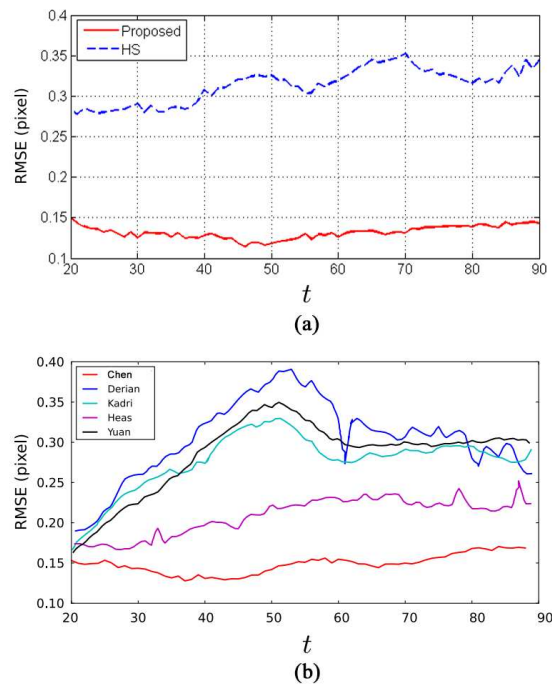 0.4
0.35
0.3
0.25
0.2
0.15
0.1
RMSE (pixel)
Proposed
HS
20 30 40 50 60 70 80 90
t
(a)
0.40
0.35
0.30
0.25
0.20
0.15
0.10
RMSE (pixel)
Chen
Derian
Kadri
Heas
Yuan
20 30 40 50 60 70 80 90
t
(b)